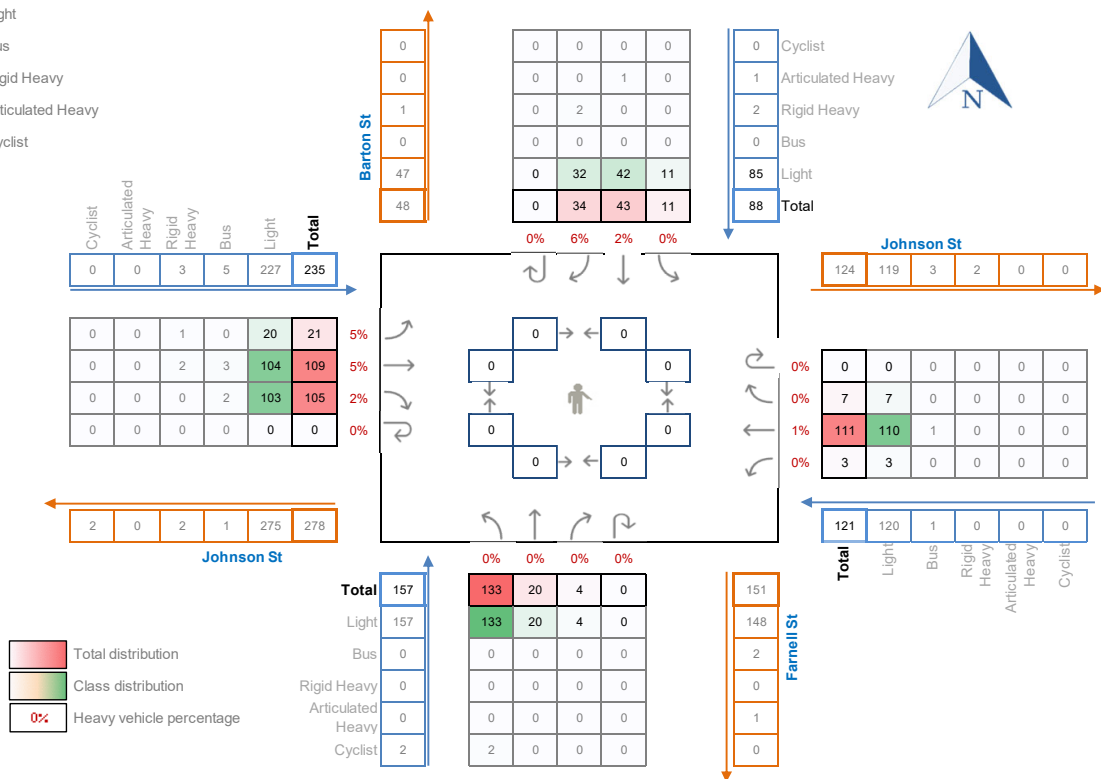 ght
us
gid Heavy
rticulated Heavy
yclist
Barton St
0
0
1
0
47
48
0 0 0 0
0 0 1 0
0 2 0 0
0 0 0 0
0 32 42 11
0 34 43 11
0% 6% 2% 0%
0 Cyclist
1 Articulated Heavy
2 Rigid Heavy
0 Bus
85 Light
88 Total
N
Cyclist
Articulated Heavy
Rigid Heavy
Bus
Light
Total
0 0 3 5 227 235
Johnson St
124 119 3 2 0 0
0 0 1 0 20 21 5%
0 0 2 3 104 109 5%
0 0 0 2 103 105 2%
0 0 0 0 0 0 0%
0 0
0 0
0 0
0 0
0% 0 0 0 0 0 0
0% 7 7 0 0 0 0
1% 111 110 1 0 0 0
0% 3 3 0 0 0 0
2 0 2 1 275 278
Johnson St
121 120 1 0 0 0
Total
Light
Bus
Rigid Heavy
Articulated Heavy
Cyclist
0% 0% 0% 0%
Total 157 133 20 4 0
Light 157 133 20 4 0
Bus 0 0 0 0 0
Rigid Heavy 0 0 0 0 0
Articulated
Heavy 0 0 0 0 0
Cyclist 2 2 0 0 0
151
148
2
0
1
0
Farnell St
Total distribution
Class distribution
0% Heavy vehicle percentage